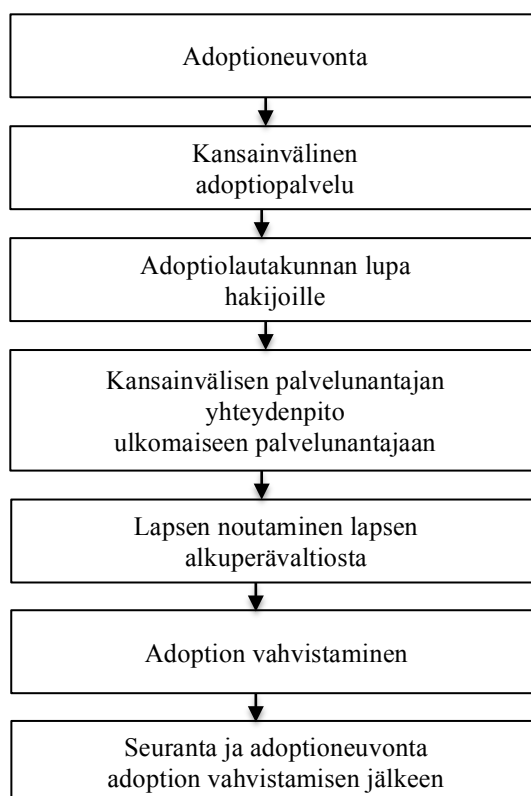 Adoptioneuvonta
Kansainvälinen
adoptiopalvelu
Adoptiolautakunnan lupa
hakijoille
Kansainvälisen palvelunantajan
yhteydenpito
ulkomaiseen palvelunantajaan
Lapsen noutaminen lapsen
alkuperävaltiosta
Adoption vahvistaminen
Seuranta ja adoptioneuvonta
adoption vahvistamisen jälkeen